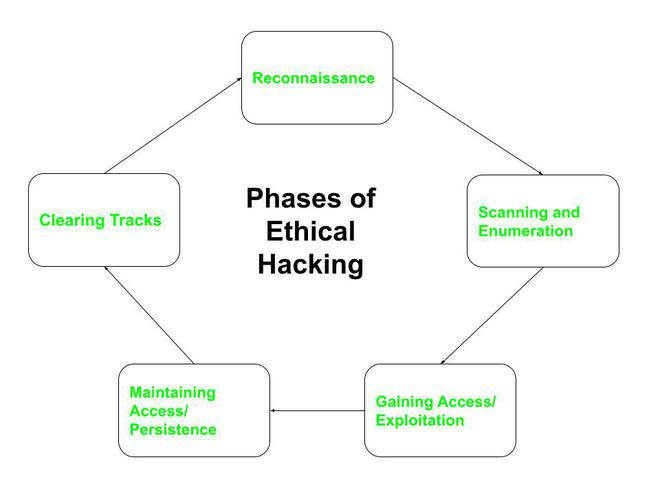 Reconnaissance
Phases of
Ethical
Hacking
Scanning and
Enumeration
Gaining Access/
Exploitation
Maintaining
Access/
Persistence
Clearing Tracks